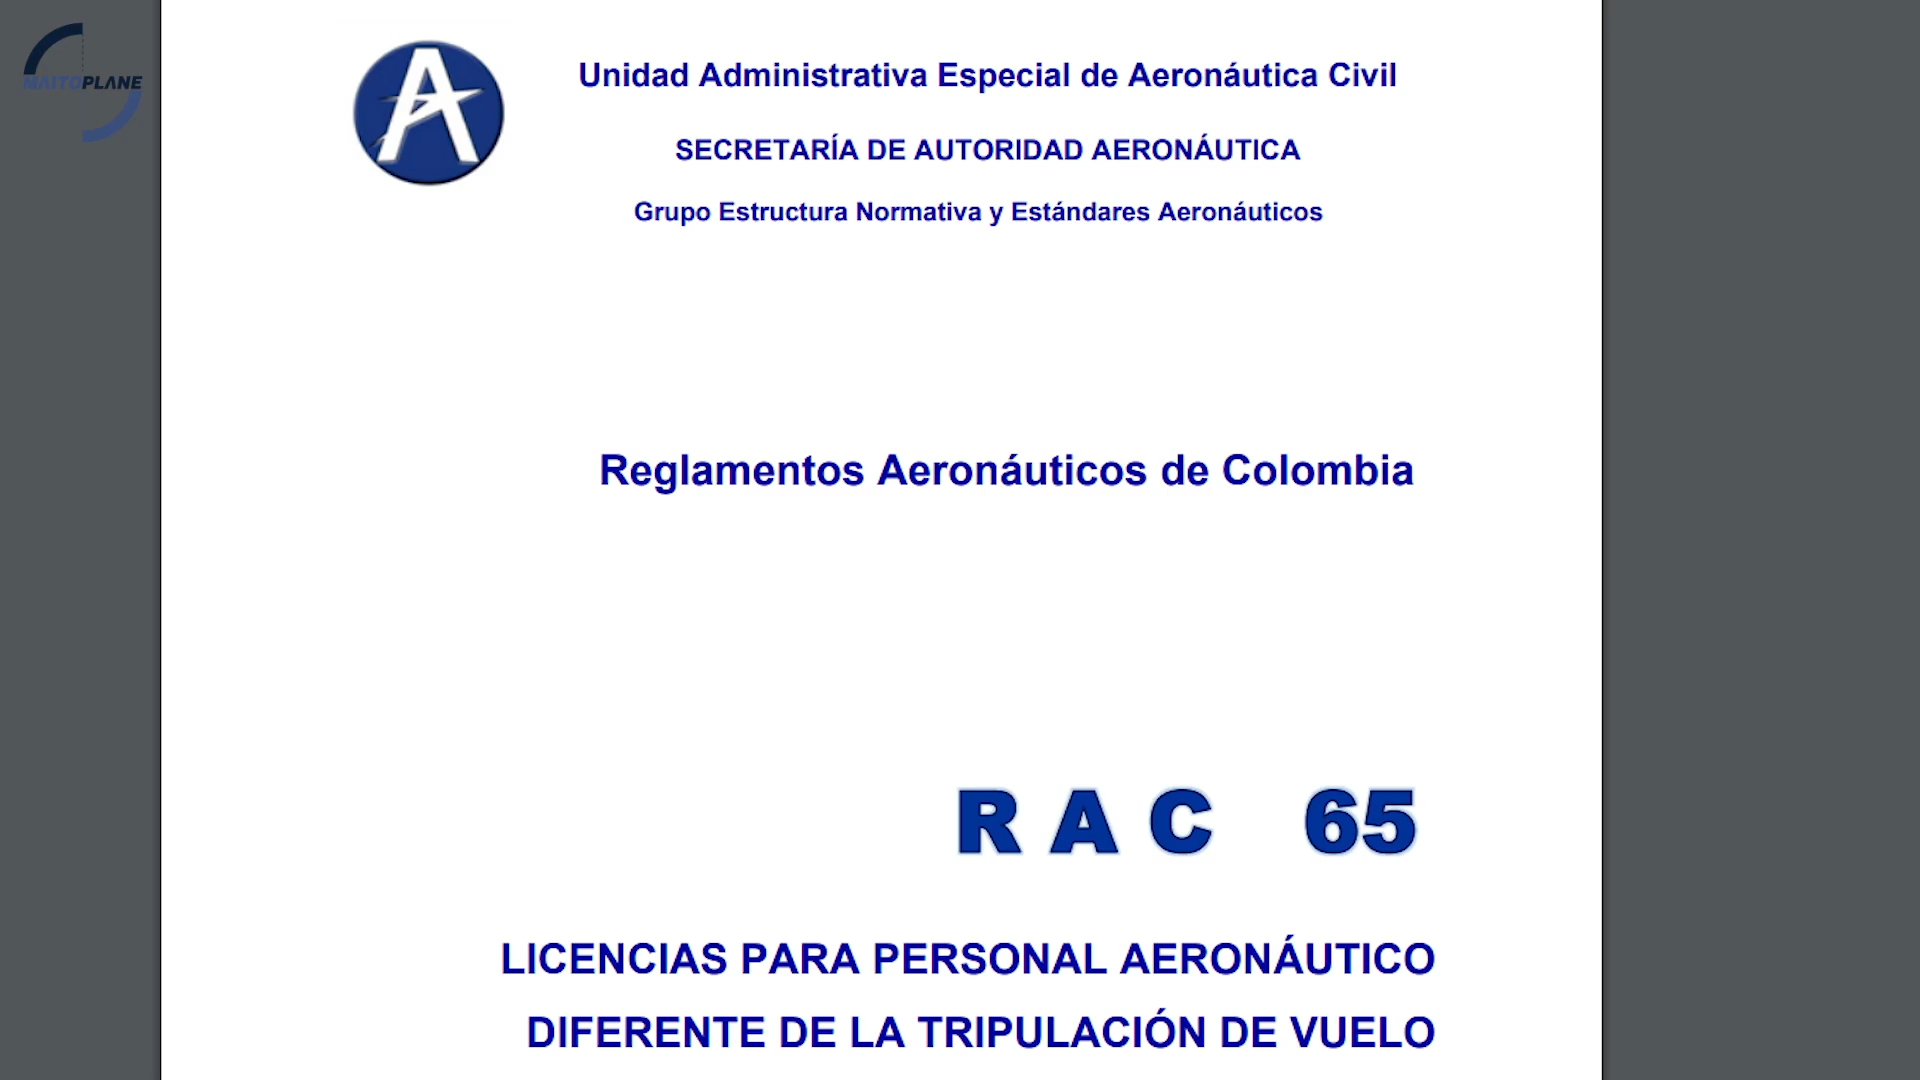 MAITOPLANE
Unidad Administrativa Especial de Aeronáutica Civil
SECRETARÍA DE AUTORIDAD AERONÁUTICA
Grupo Estructura Normativa y Estándares Aeronáuticos
Reglamentos Aeronáuticos de Colombia
R A C 65
LICENCIAS PARA PERSONAL AERONÁUTICO
DIFERENTE DE LA TRIPULACIÓN DE VUELO